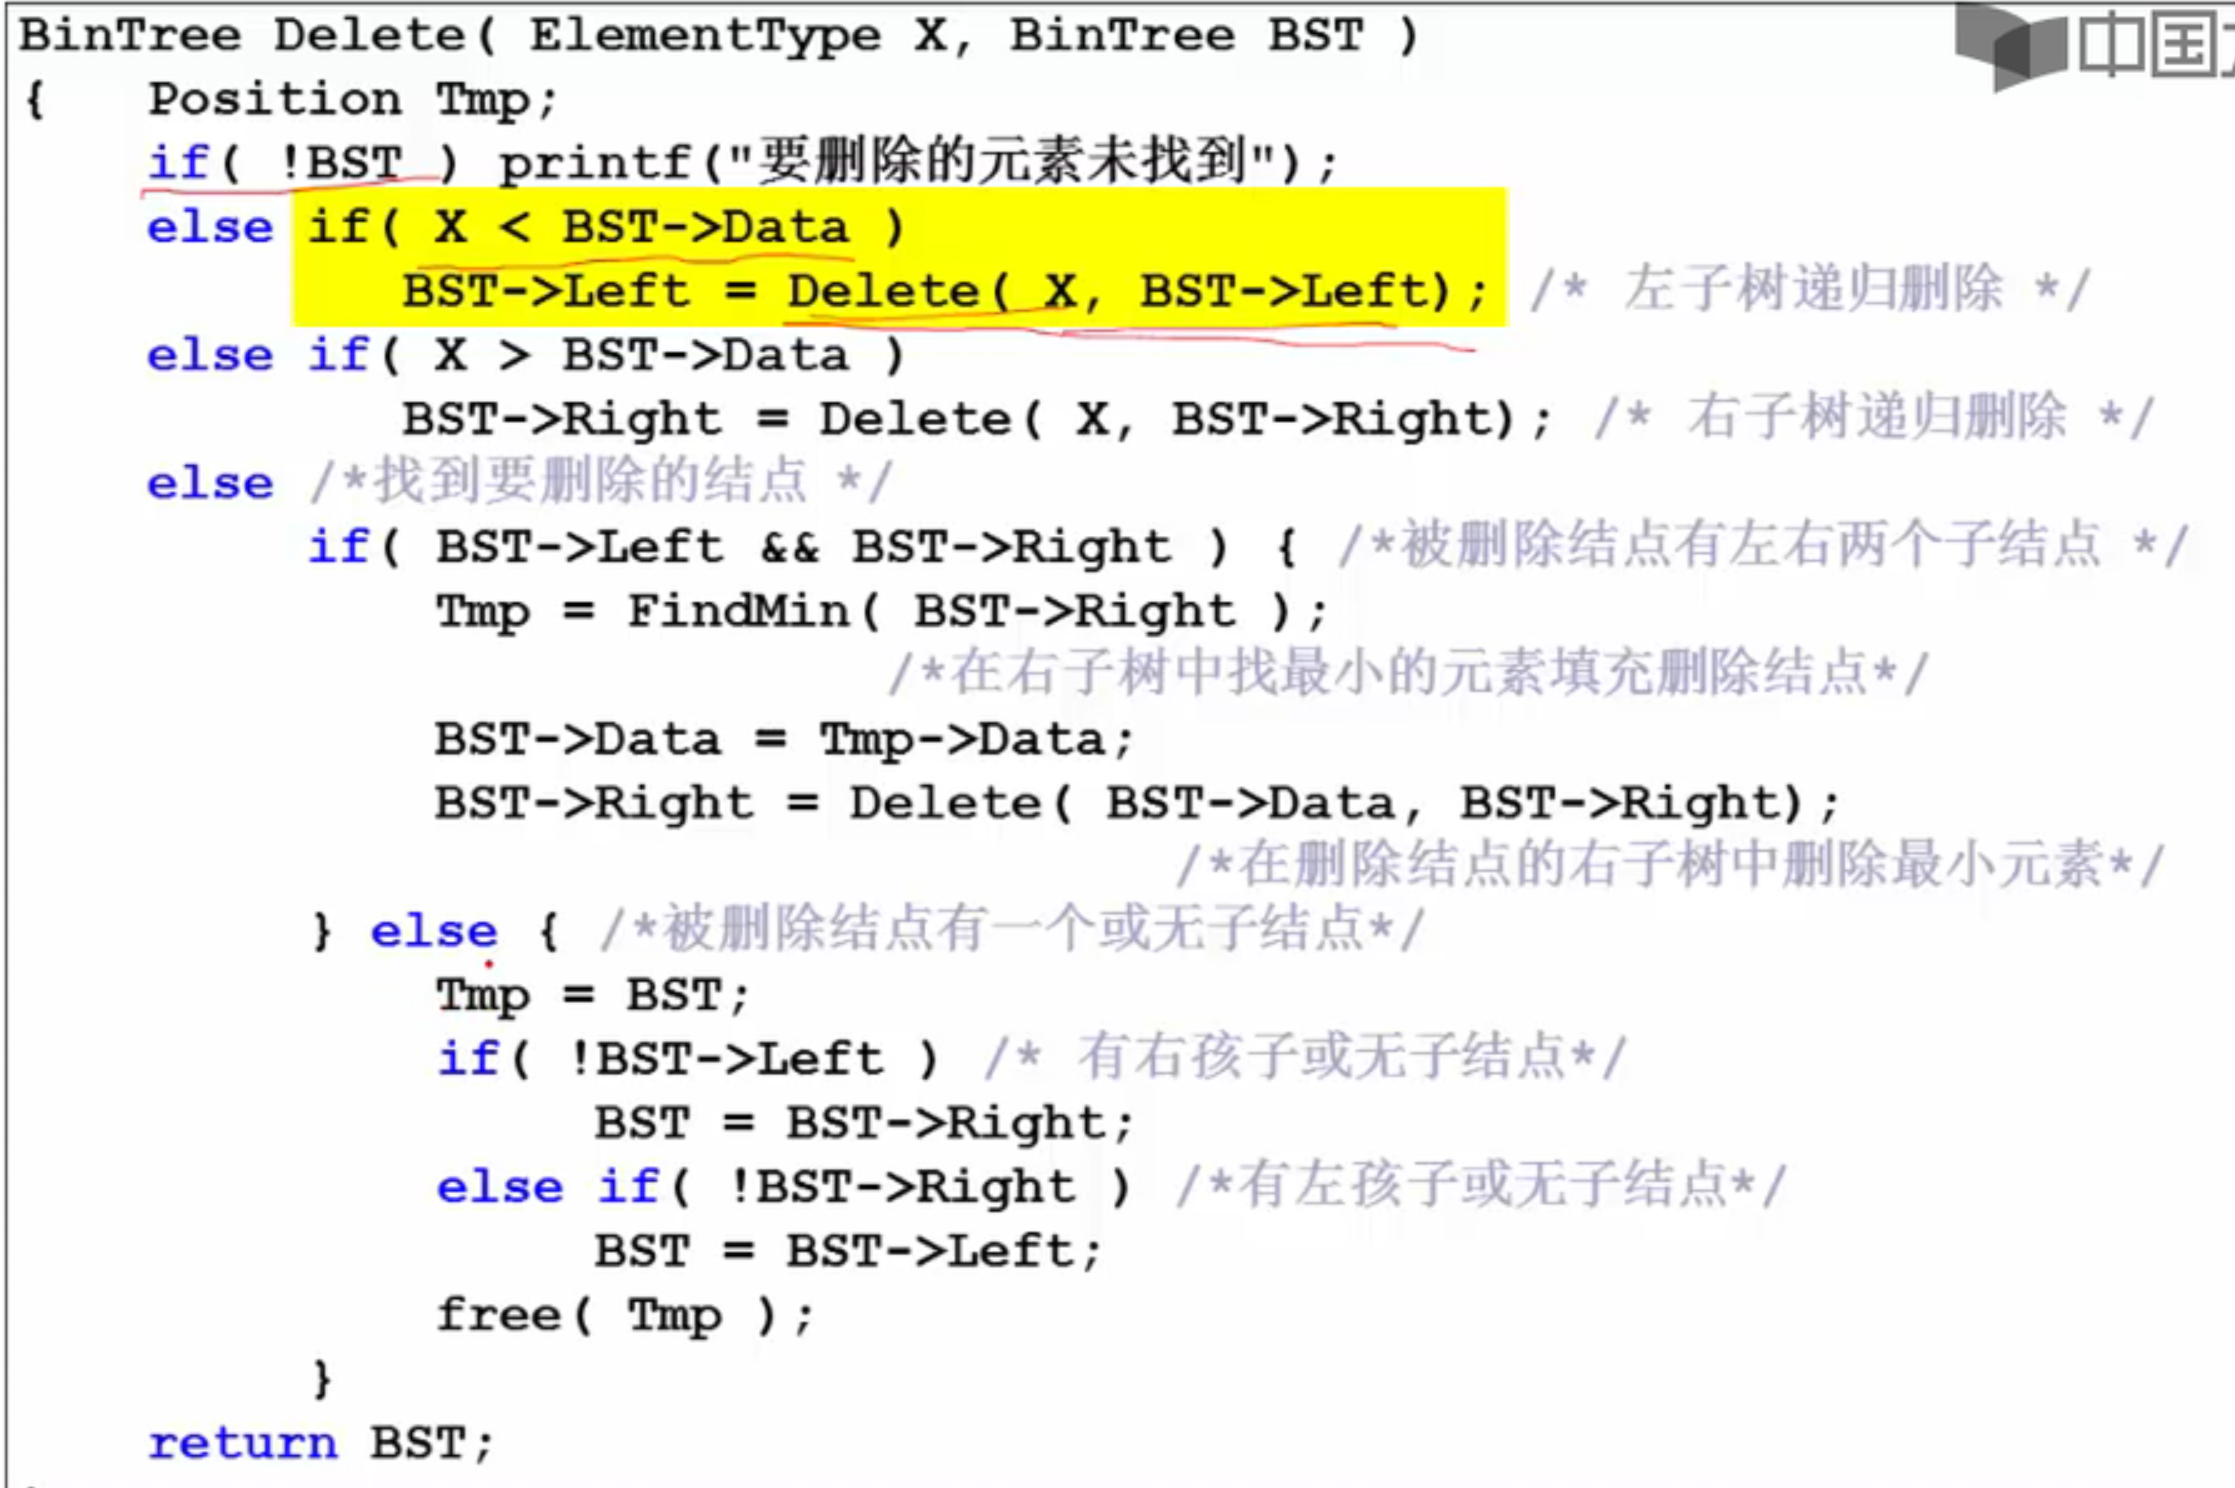 BinTree Delete( ElementType X, BinTree BST )
{ Position Tmp;
if( !BST ) printf("要删除的元素未找到");
else if( X < BST->Data )
BST->Left = Delete( X, BST->Left); /* 左子树递归删除 */
else if( X > BST->Data )
BST->Right = Delete( X, BST->Right); /* 右子树递归删除 */
else /*找到要删除的结点 */
if( BST->Left && BST->Right ) { /*被删除结点有左右两个子结点 */
Tmp = FindMin( BST->Right );
/*在右子树中找最小的元素填充删除结点*/
BST->Data = Tmp->Data;
BST->Right = Delete( BST->Data, BST->Right);
/*在删除结点的右子树中删除最小元素*/
} else { /*被删除结点有一个或无子结点*/
Tmp = BST;
if( !BST->Left ) /* 有右孩子或无子结点*/
BST = BST->Right;
else if( !BST->Right ) /*有左孩子或无子结点*/
BST = BST->Left;
free( Tmp );
}
return BST;
中国